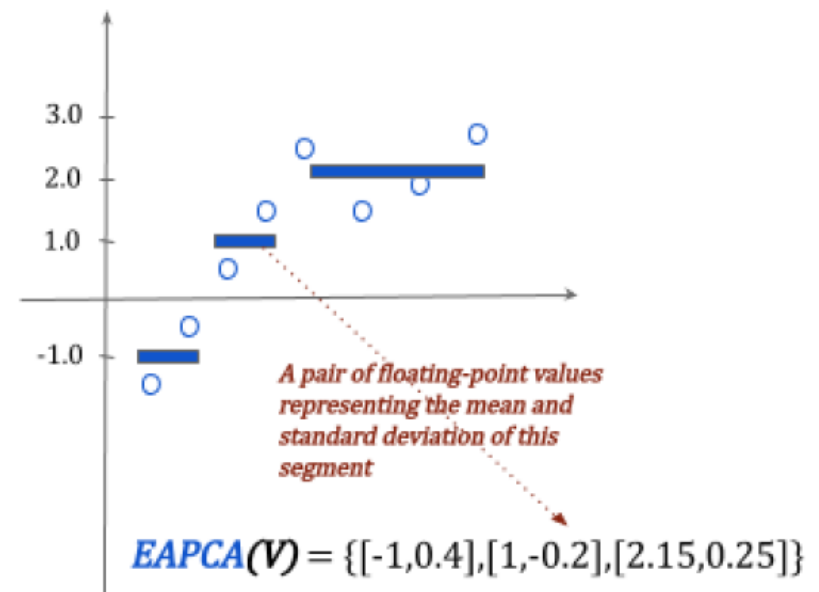 3.0
2.0
1.0
-1.0
A pair of floating-point values
representing the mean and
standard deviation of this
segment
EAPCA(V) = {[-1,0.4],[1,-0.2],[2.15,0.25]}